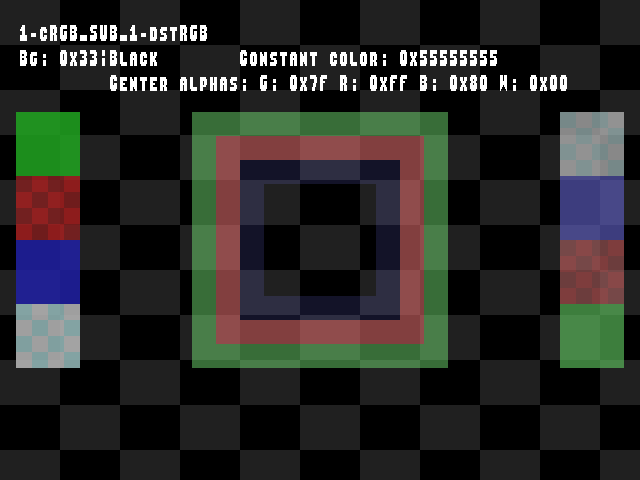 1-cRGB_SUB_1-dstRGB
Bg: 0x33|Black Constant color: 0x55555555
Center alphas: G: 0x7f R: 0xff B: 0x80 W: 0x00